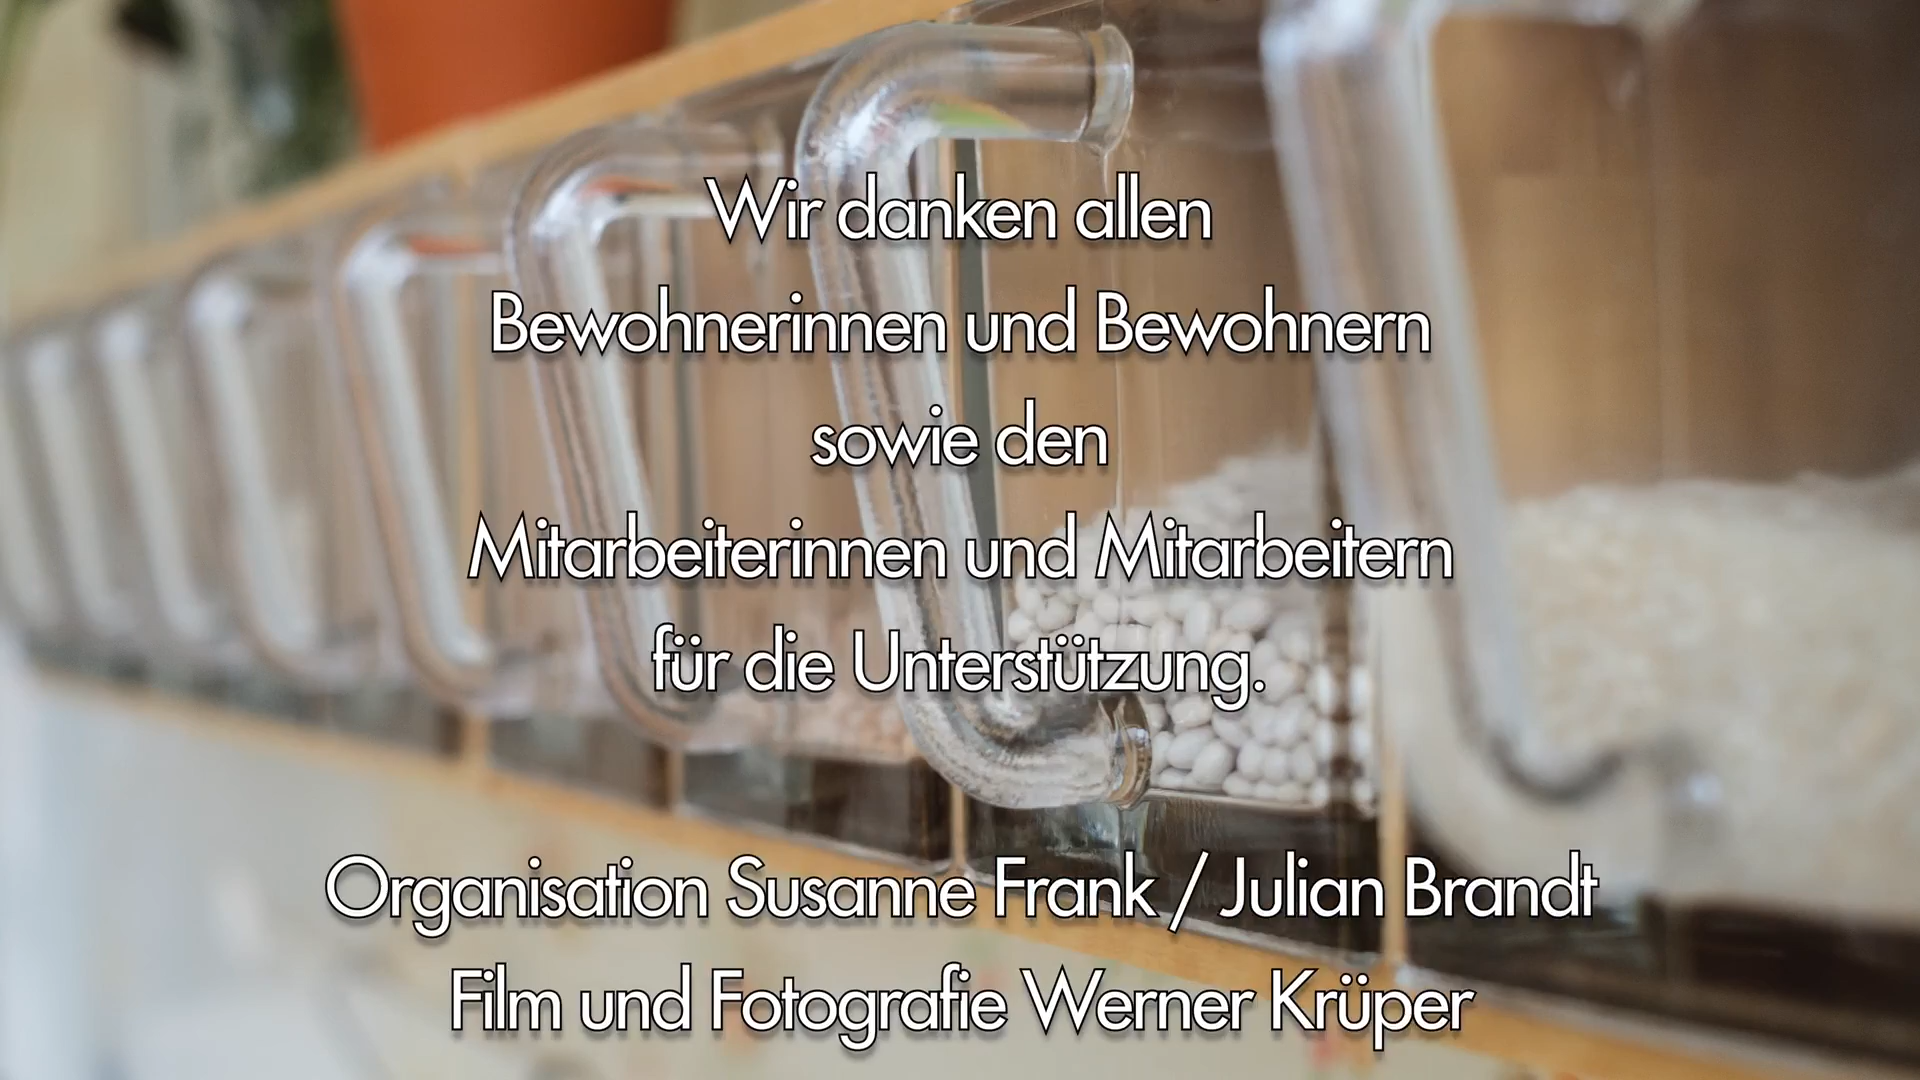 Wir danken allen
Bewohnerinnen und Bewohnern
sowie den
Mitarbeiterinnen und Mitarbeitern
für die Unterstützung.
Organisation Susanne Frank / Julian Brandt
Film und Fotografie Werner Krüper